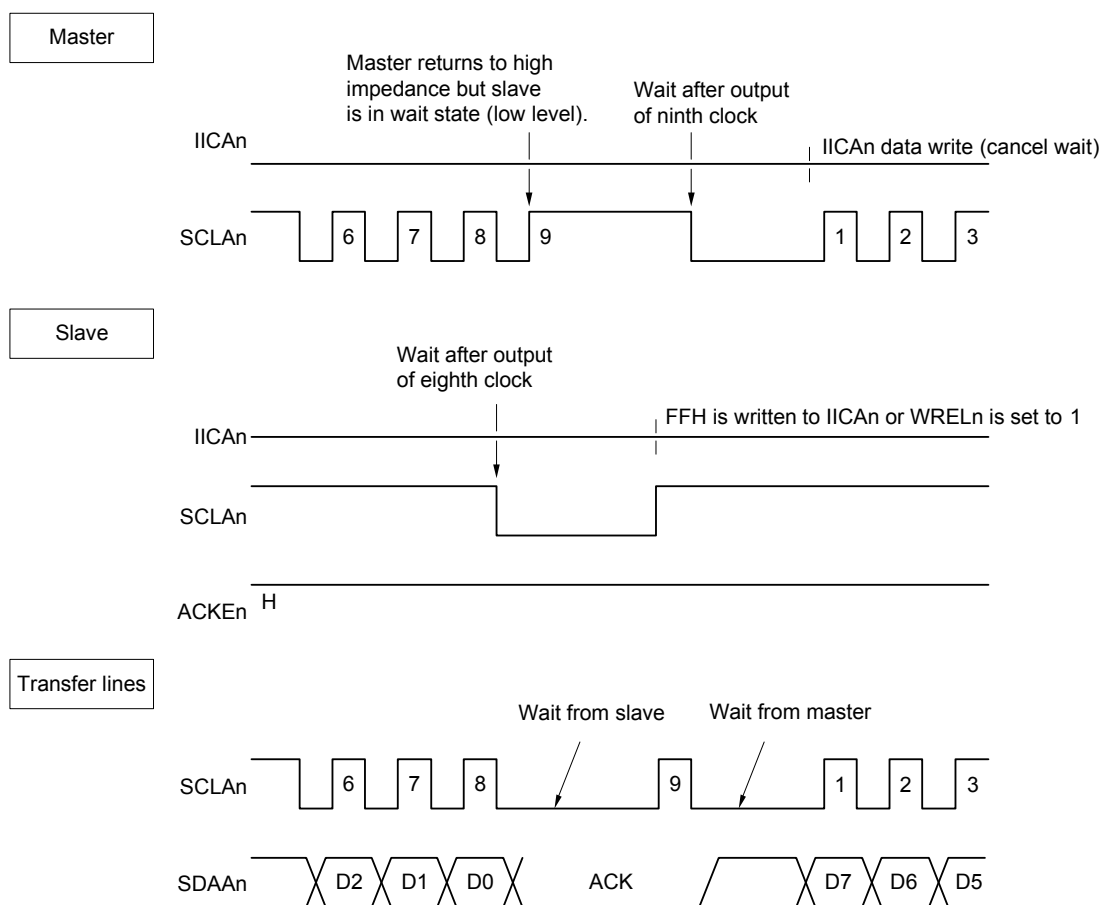 Master
Master returns to high
impedance but slave
is in wait state (low level).
Wait after output
of ninth clock
IICAn
IICAn data write (cancel wait)
SCLAn
6 7 8 9 1 2 3
Slave
Wait after output
of eighth clock
FFH is written to IICAn or WRELn is set to 1
IICAn
SCLAn
ACKEn H
Transfer lines
Wait from slave Wait from master
SCLAn 6 7 8 9 1 2 3
SDAAn D2 D1 D0 ACK D7 D6 D5